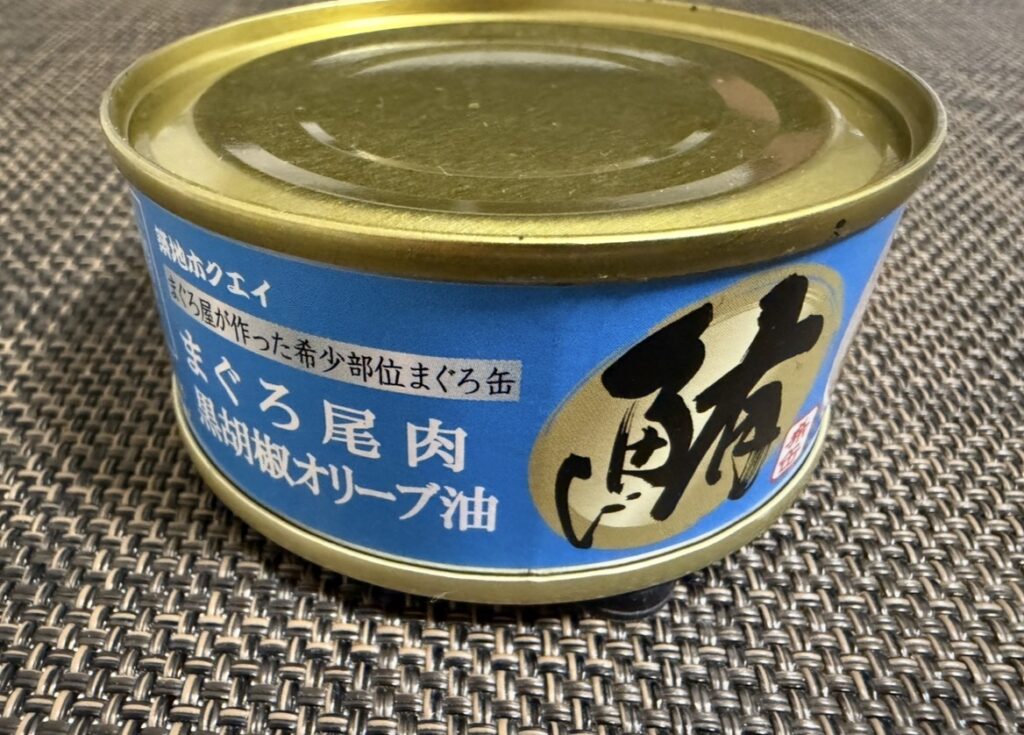 築地ホクエイ
まぐろ屋が作った希少部位まぐろ缶
まぐろ尾肉
黒胡椒オリーブ油
鮪